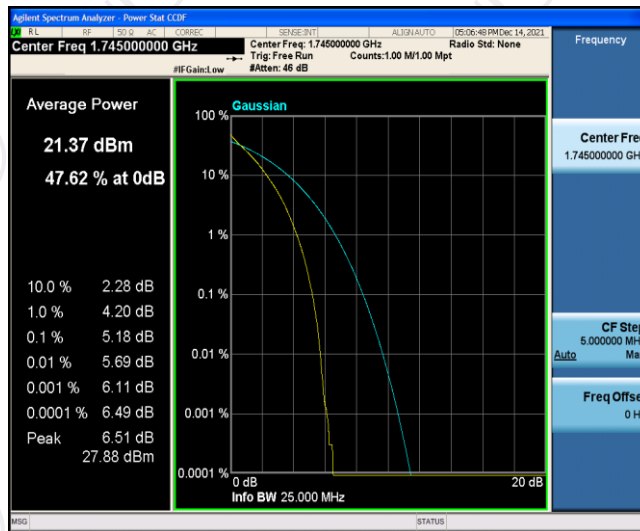 Agilent Spectrum Analyzer - Power Stat CCDF
RL RF 50 Ω AC CORREC SENSE:INT ALIGNAUTO 05:06:48 PM Dec 14, 2021
Center Freq 1.745000000 GHz
Center Freq: 1.745000000 GHz Radio Std: None
Trig: Free Run Counts:1.00 M/1.00 Mpt
#IFGain:Low #Atten: 46 dB
Frequency
Average Power
21.37 dBm
47.62 % at 0dB
10.0 % 2.28 dB
1.0 % 4.20 dB
0.1 % 5.18 dB
0.01 % 5.69 dB
0.001 % 6.11 dB
0.0001 % 6.49 dB
Peak 6.51 dB
27.88 dBm
Gaussian
100 %
10 %
1 %
0.1 %
0.01 %
0.001 %
0.0001 %
0 dB 20 dB
Info BW 25.000 MHz
Center Fre
1.745000000 GH
CF Step
5.000000 MH
Auto Ma
Freq Offse
0 H
MSG STATUS